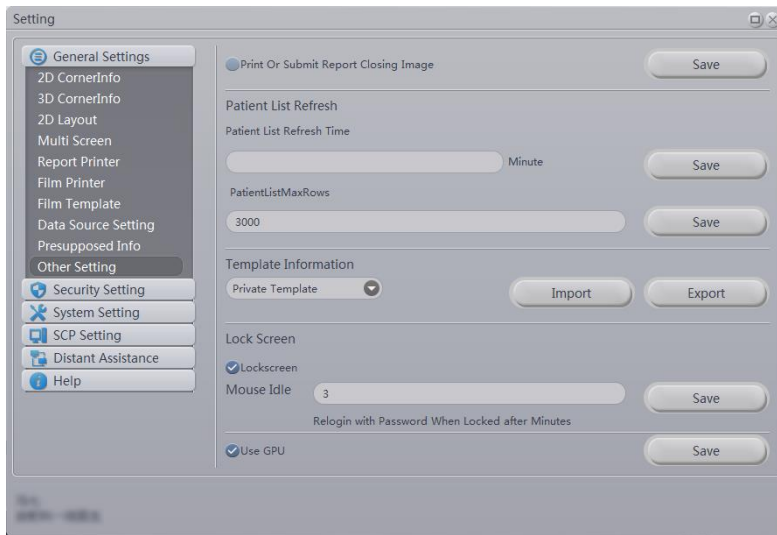 Setting
General Settings
2D CornerInfo
3D CornerInfo
2D Layout
Multi Screen
Report Printer
Film Printer
Film Template
Data Source Setting
Presupposed Info
Other Setting
Security Setting
System Setting
SCP Setting
Distant Assistance
Help
Print Or Submit Report Closing Image
Save
Patient List Refresh
Patient List Refresh Time
Minute
Save
PatientListMaxRows
3000
Save
Template Information
Private Template
Import
Export
Lock Screen
Lockscreen
Mouse Idle
3
Save
Relogin with Password When Locked after Minutes
Use GPU
Save